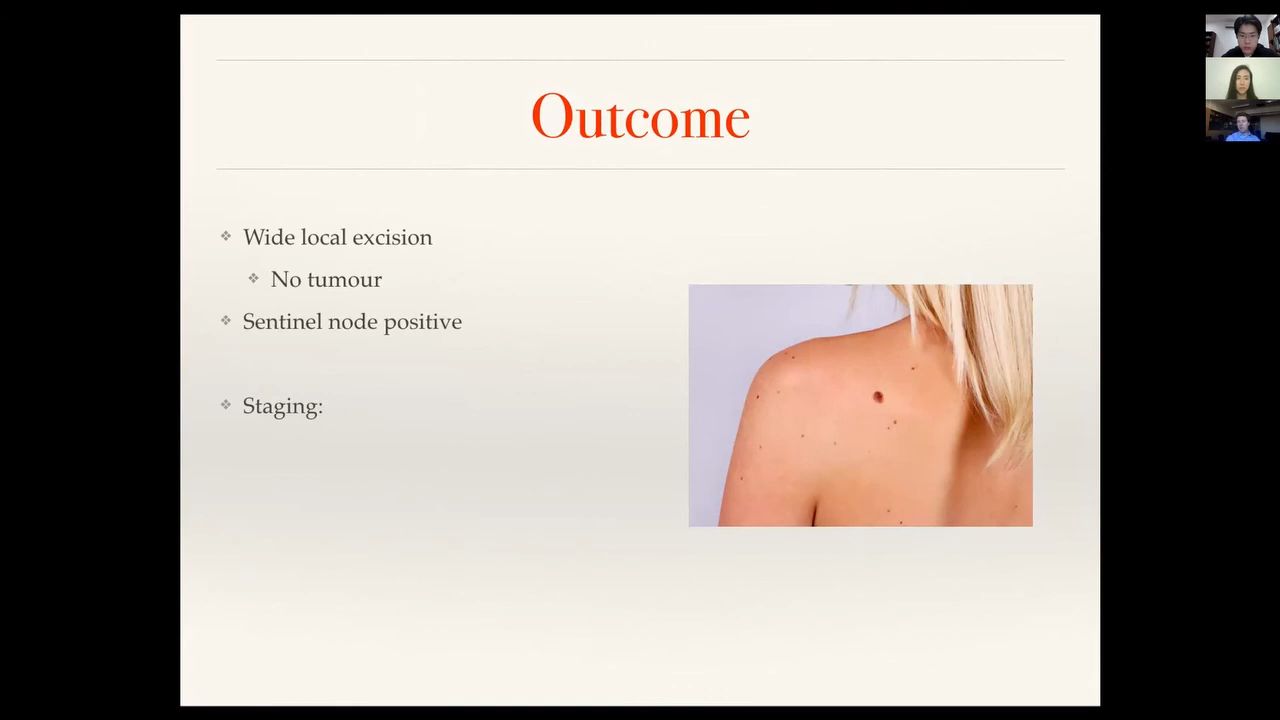 Outcome
Wide local excision
No tumour
Sentinel node positive
Staging: